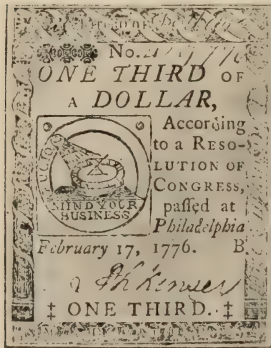 No.
ONE THIRD OF
A DOLLAR,
According
to a Reso-
LUTION OF
CONGRESS,
paſſed at
Philadelphia
February 17, 1776. B
MIND YOUR
BUSINESS
‡ ONE THIRD. ‡